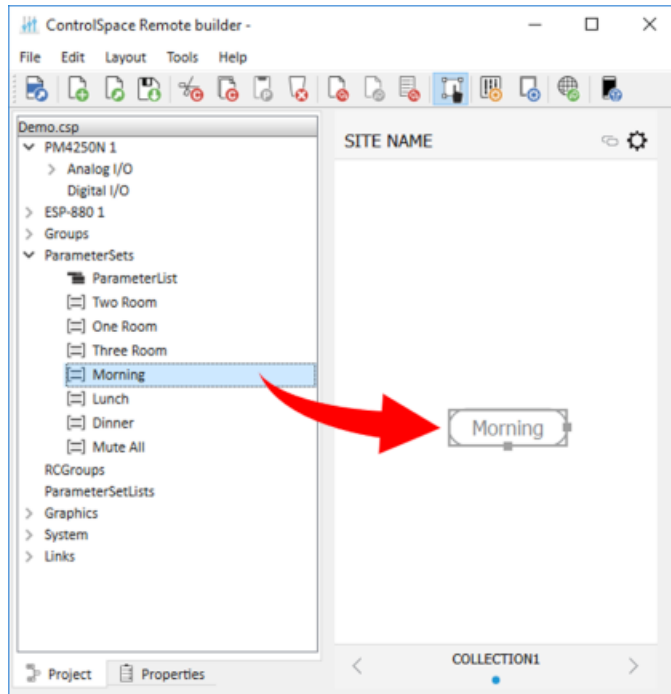 ControlSpace Remote builder -
File Edit Layout Tools Help
Demo.csp
PM4250N 1
Analog I/O
Digital I/O
ESP-880 1
Groups
ParameterSets
ParameterList
Two Room
One Room
Three Room
Morning
Lunch
Dinner
Mute All
RCGroups
ParameterSetLists
Graphics
System
Links
Project Properties
SITE NAME
Morning
COLLECTION1